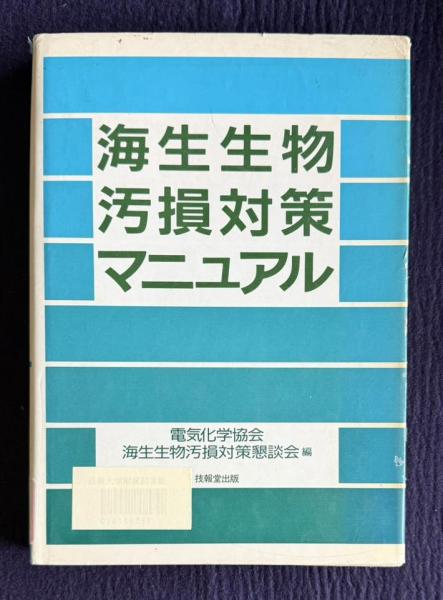 海生生物
汚損対策
マニュアル
電気化学協会
海生生物汚損対策懇談会 編
技報堂出版